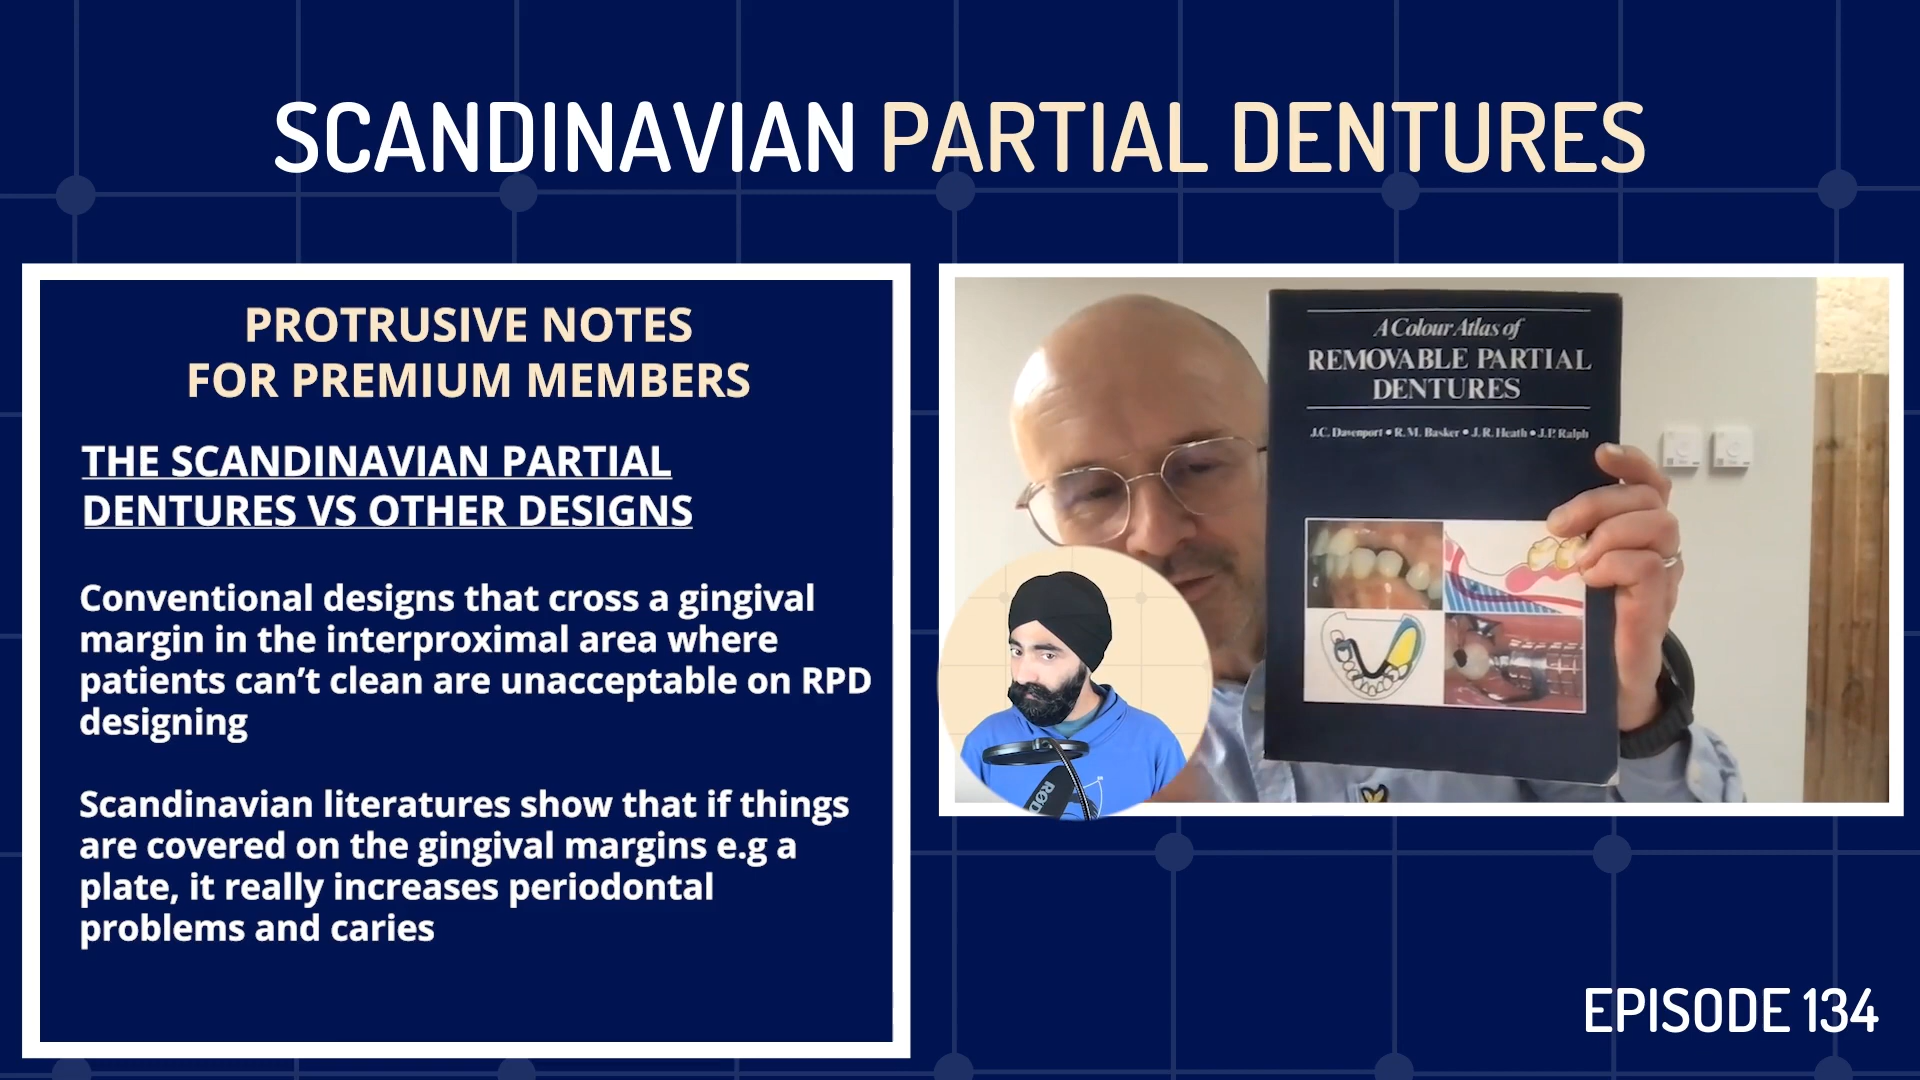 SCANDINAVIAN PARTIAL DENTURES
PROTRUSIVE NOTES
FOR PREMIUM MEMBERS
THE SCANDINAVIAN PARTIAL
DENTURES VS OTHER DESIGNS
Conventional designs that cross a gingival
margin in the interproximal area where
patients can’t clean are unacceptable on RPD
designing
Scandinavian literatures show that if things
are covered on the gingival margins e.g a
plate, it really increases periodontal
problems and caries
A Colour Atlas of
REMOVABLE PARTIAL
DENTURES
J.C. Davenport • R.M. Basker • J.R. Heath • J.P. Ralph
RØD
EPISODE 134